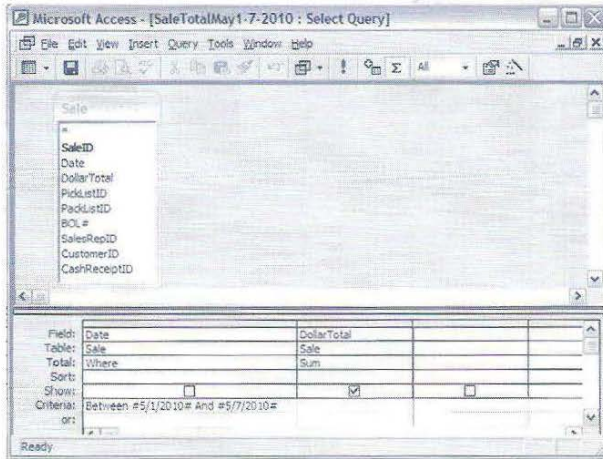 Microsoft Access - [SaleTotalMay1-7-2010 : Select Query]
File Edit View Insert Query Tools Window Help
Σ All
Sale
*
SaleID
Date
DollarTotal
PickListID
PackListID
BOL#
SalesRepID
CustomerID
CashReceiptID
Field: Date DollarTotal
Table: Sale Sale
Total: Where Sum
Sort:
Show:
Criteria: Between #5/1/2010# And #5/7/2010#
or:
Ready